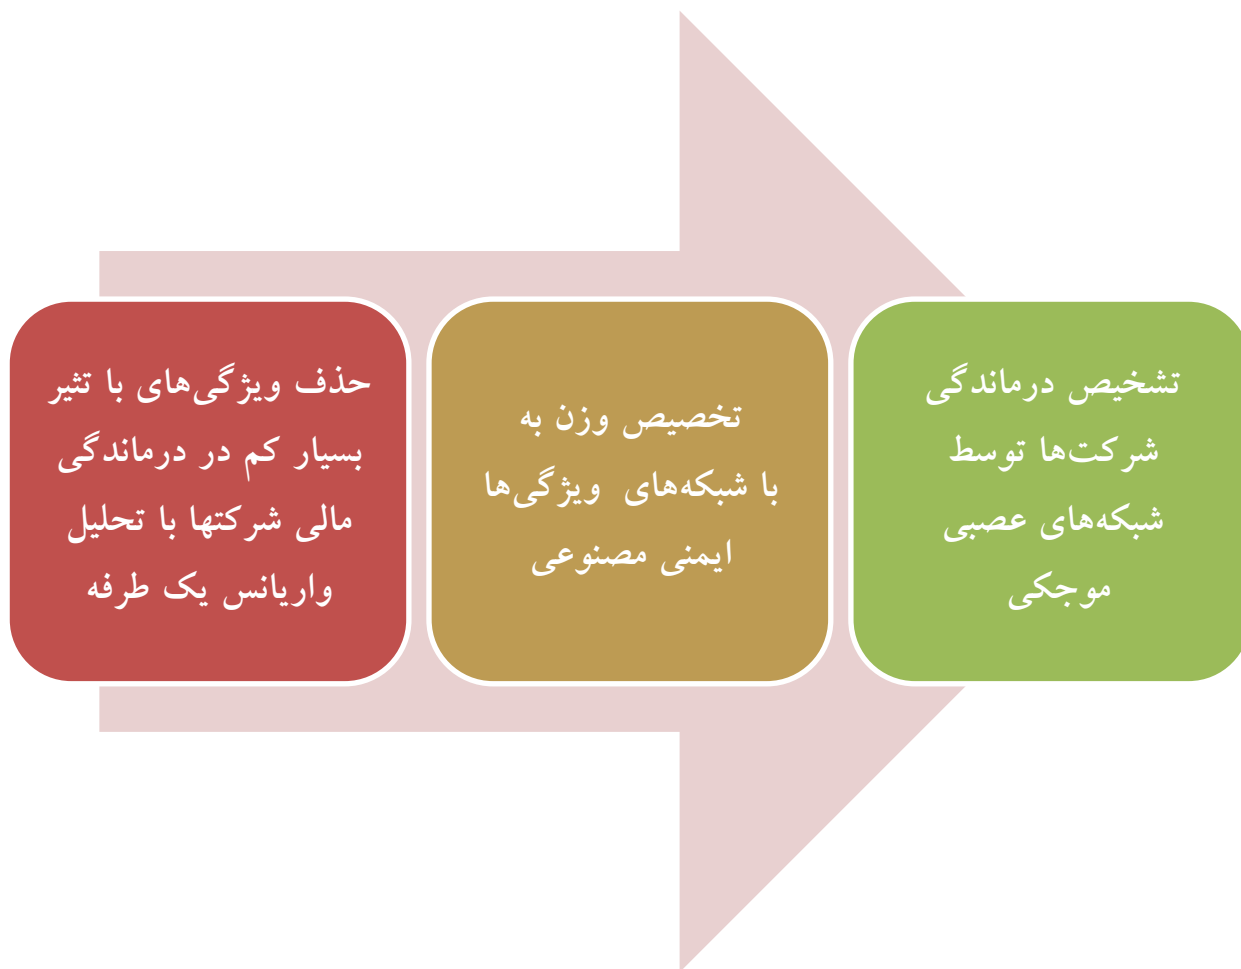 حذف ویژگی‌های با تثیر
بسیار کم در درماندگی
مالی شرکتها با تحلیل
واریانس یک طرفه
تخصیص وزن به
با شبکه‌های ویژگی‌ها
ایمنی مصنوعی
تشخیص درماندگی
شرکت‌ها توسط
شبکه‌های عصبی
موجکی